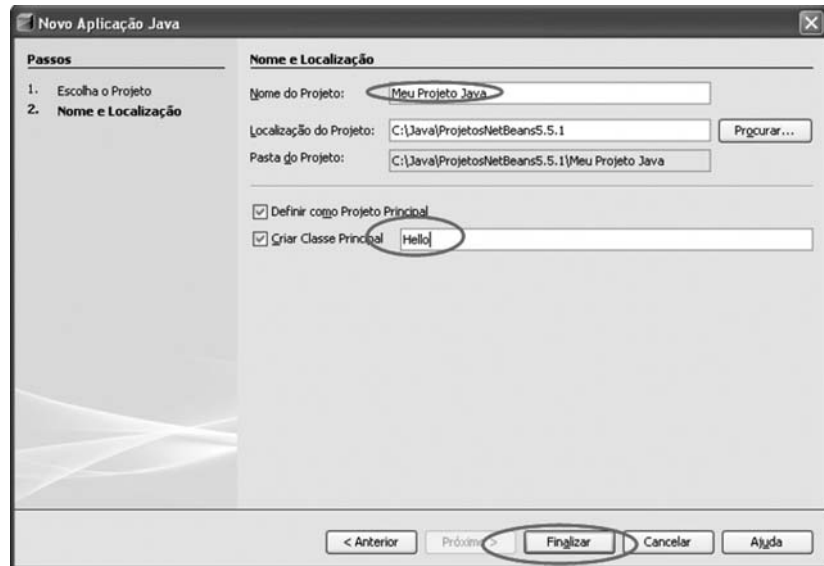 Novo Aplicação Java
Passos
1. Escolha o Projeto
2. Nome e Localização
Nome e Localização
Nome do Projeto: Meu Projeto Java
Localização do Projeto: C:\Java\ProjetosNetBeans5.5.1 Procurar...
Pasta do Projeto: C:\Java\ProjetosNetBeans5.5.1\Meu Projeto Java
Definir como Projeto Principal
Criar Classe Principal Hello
< Anterior Próximo > Finalizar Cancelar Ajuda